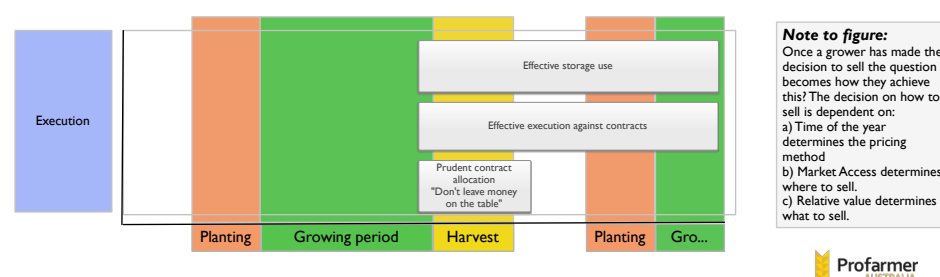 Execution
Effective storage use
Effective execution against contracts
Prudent contract
allocation
"Don't leave money
on the table"
Planting
Growing period
Harvest
Planting
Gro...
Note to figure:
Once a grower has made the
decision to sell the question
becomes how they achieve
this? The decision on how to
sell is dependent on:
a) Time of the year
determines the pricing
method
b) Market Access determines
where to sell.
c) Relative value determines
what to sell.
Profarmer
AUSTRALIA